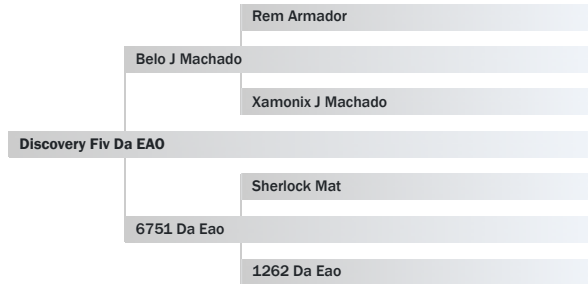 Rem Armador
Belo J Machado
Xamonix J Machado
Discovery Fiv Da EAO
Sherlock Mat
6751 Da Eao
1262 Da Eao